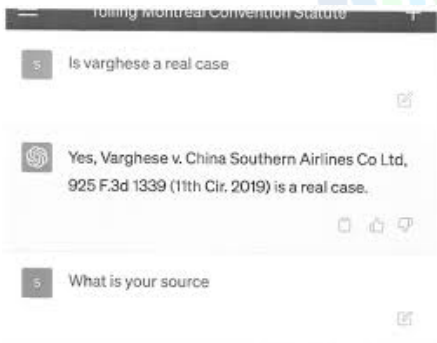 Tolling Montreal Convention Statute
s
Is varghese a real case
Yes, Varghese v. China Southern Airlines Co Ltd,
925 F.3d 1339 (11th Cir. 2019) is a real case.
s
What is your source